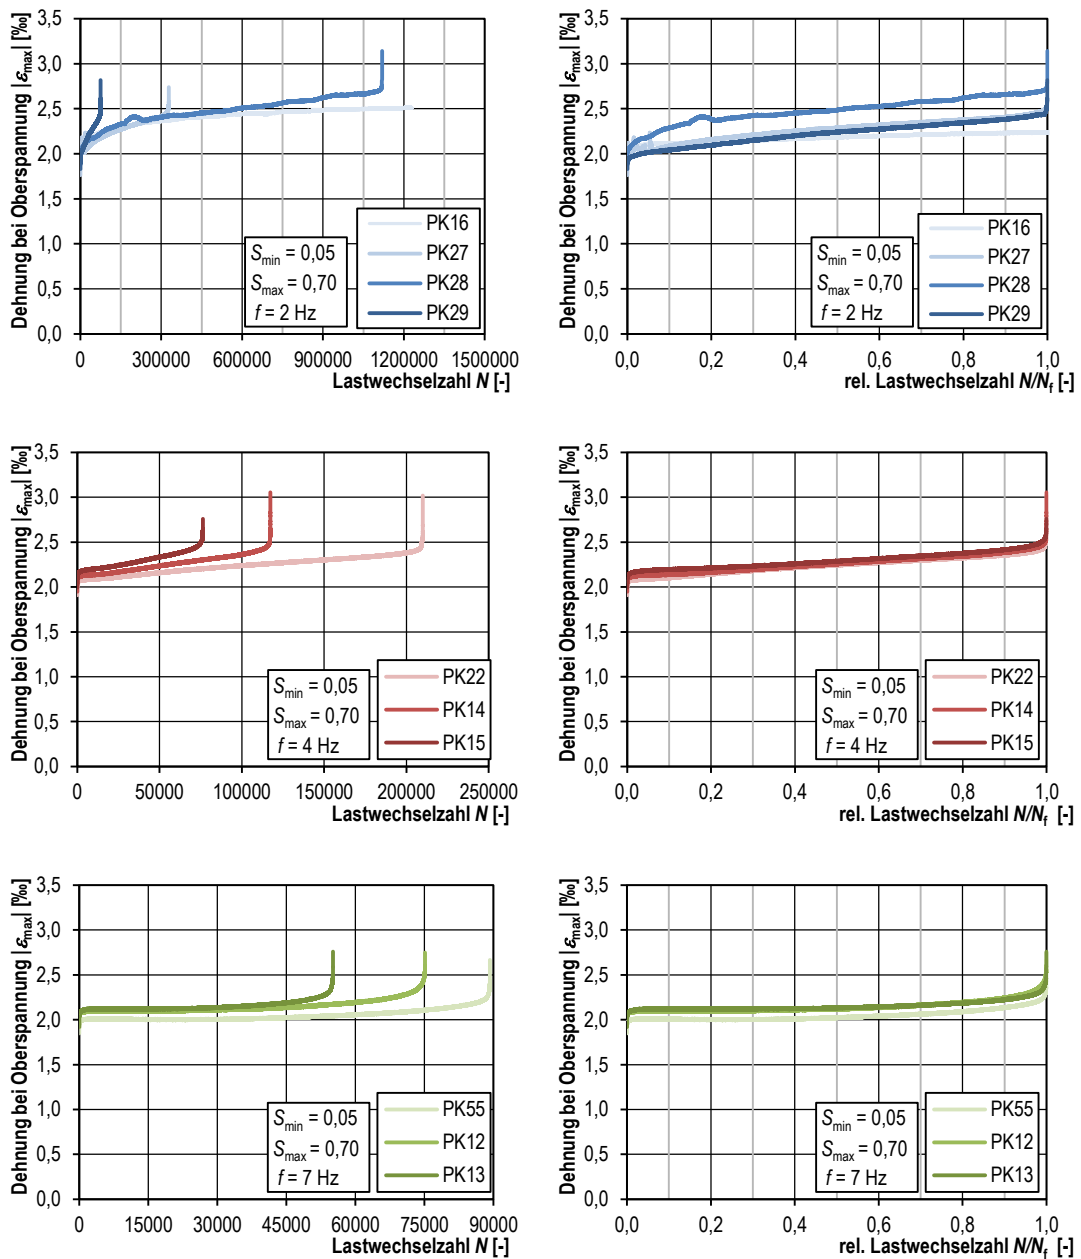 Dehnung bei Oberspannung |εmax| [‰]
3,5
3,0
2,5
2,0
1,5
1,0
0,5
0,0
Smin = 0,05
Smax = 0,70
f = 2 Hz
PK16
PK27
PK28
PK29
0 300000 600000 900000 1200000 1500000
Lastwechselzahl N [-]
Dehnung bei Oberspannung |εmax| [‰]
3,5
3,0
2,5
2,0
1,5
1,0
0,5
0,0
Smin = 0,05
Smax = 0,70
f = 2 Hz
PK16
PK27
PK28
PK29
0,0 0,2 0,4 0,6 0,8 1,0
rel. Lastwechselzahl N/Nf [-]
Dehnung bei Oberspannung |εmax| [‰]
3,5
3,0
2,5
2,0
1,5
1,0
0,5
0,0
Smin = 0,05
Smax = 0,70
f = 4 Hz
PK22
PK14
PK15
0 50000 100000 150000 200000 250000
Lastwechselzahl N [-]
Dehnung bei Oberspannung |εmax| [‰]
3,5
3,0
2,5
2,0
1,5
1,0
0,5
0,0
Smin = 0,05
Smax = 0,70
f = 4 Hz
PK22
PK14
PK15
0,0 0,2 0,4 0,6 0,8 1,0
rel. Lastwechselzahl N/Nf [-]
Dehnung bei Oberspannung |εmax| [‰]
3,5
3,0
2,5
2,0
1,5
1,0
0,5
0,0
Smin = 0,05
Smax = 0,70
f = 7 Hz
PK55
PK12
PK13
0 15000 30000 45000 60000 75000 90000
Lastwechselzahl N [-]
Dehnung bei Oberspannung |εmax| [‰]
3,5
3,0
2,5
2,0
1,5
1,0
0,5
0,0
Smin = 0,05
Smax = 0,70
f = 7 Hz
PK55
PK12
PK13
0,0 0,2 0,4 0,6 0,8 1,0
rel. Lastwechselzahl N/Nf [-]